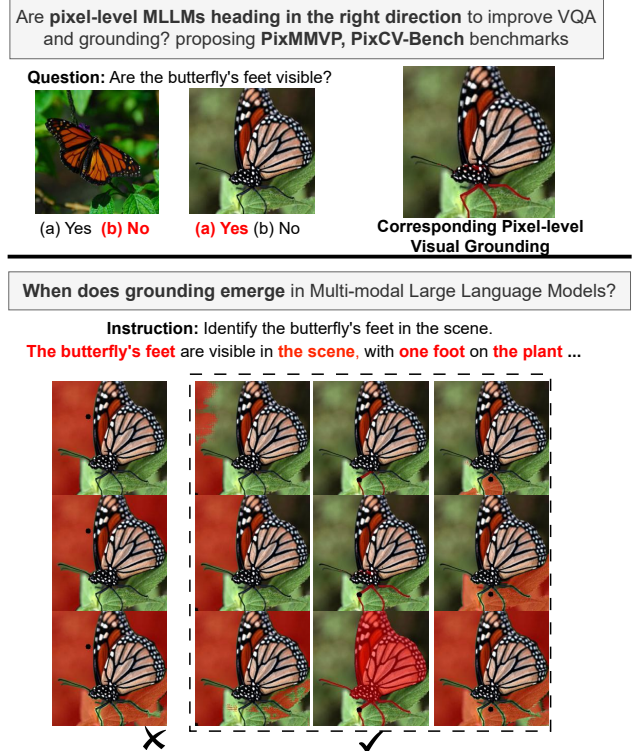 Are pixel-level MLLMs heading in the right direction to improve VQA
and grounding? proposing PixMMVP, PixCV-Bench benchmarks
Question: Are the butterfly's feet visible?
(a) Yes (b) No
(a) Yes (b) No
Corresponding Pixel-level
Visual Grounding
When does grounding emerge in Multi-modal Large Language Models?
Instruction: Identify the butterfly's feet in the scene.
The butterfly's feet are visible in the scene, with one foot on the plant ...